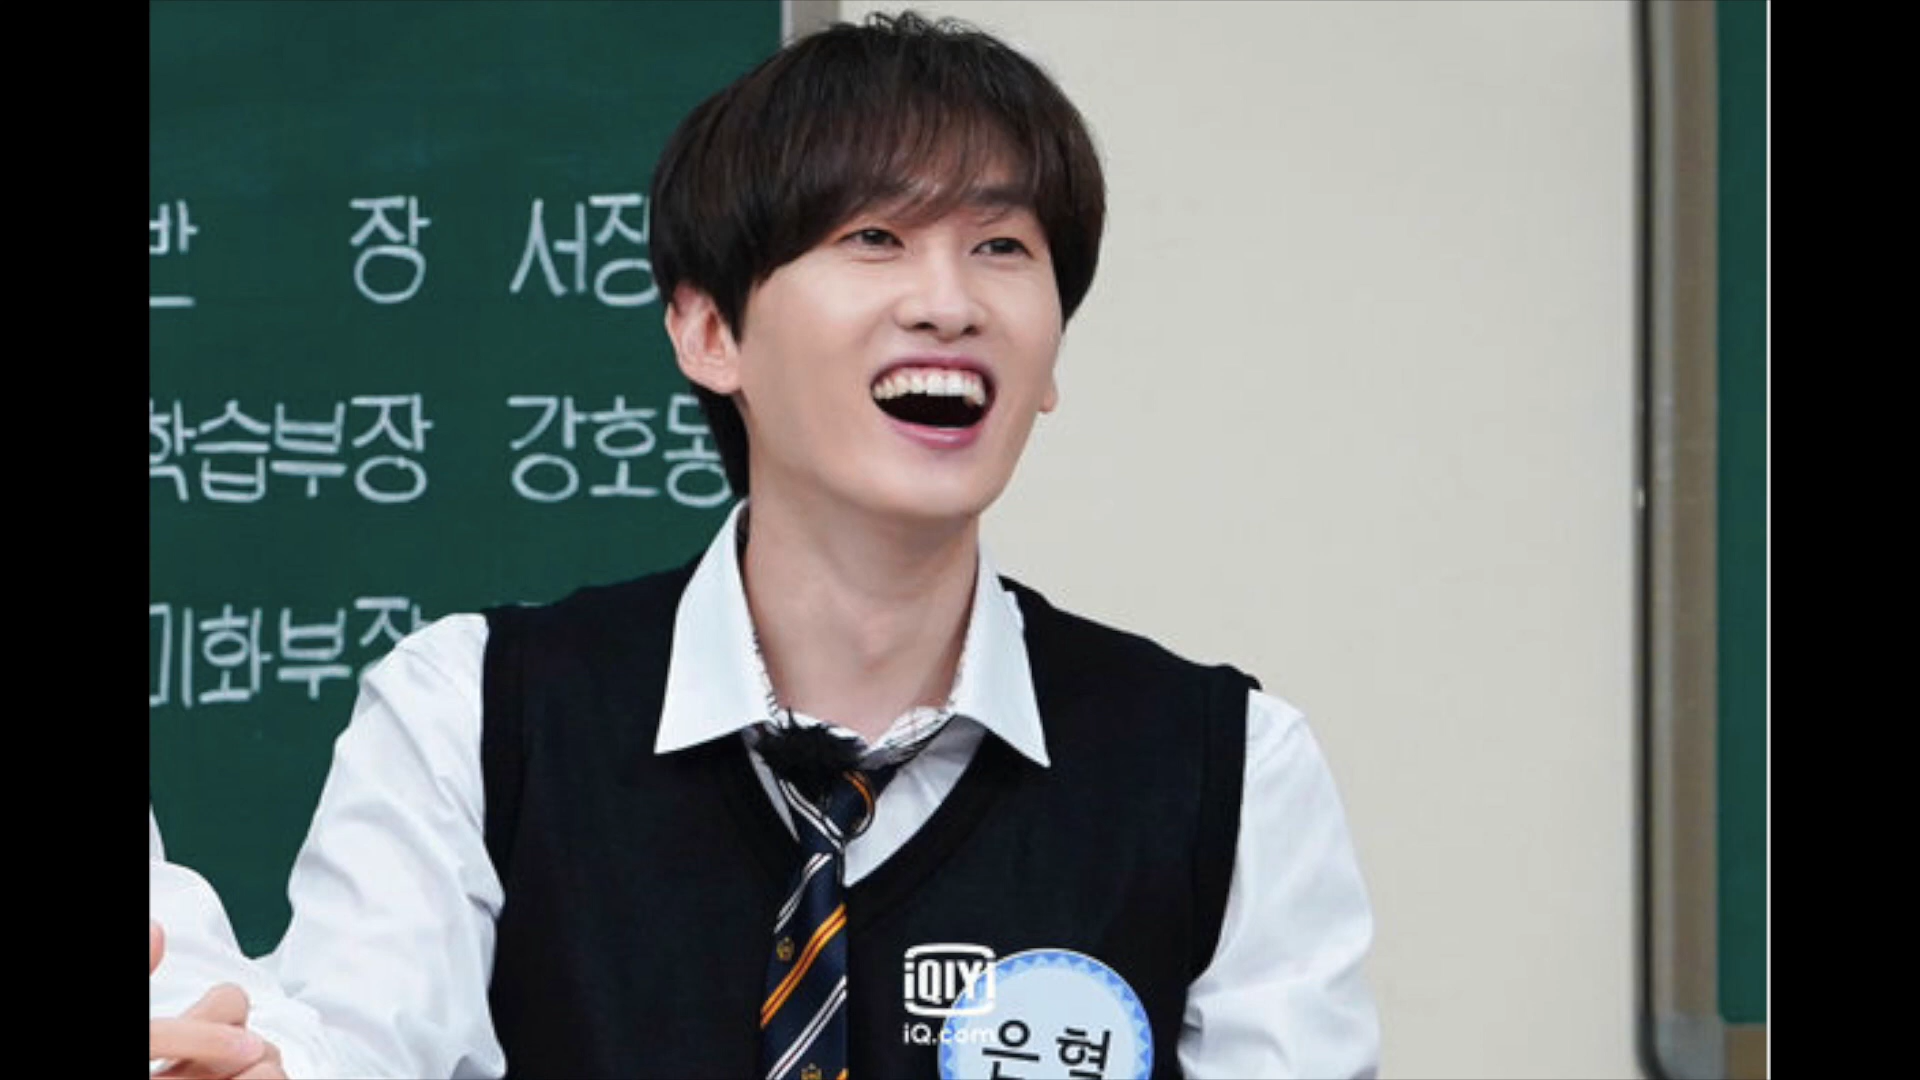 반 장 서장
학습부장 강호동
미화부장
iQIYI
iQ.com
은혁